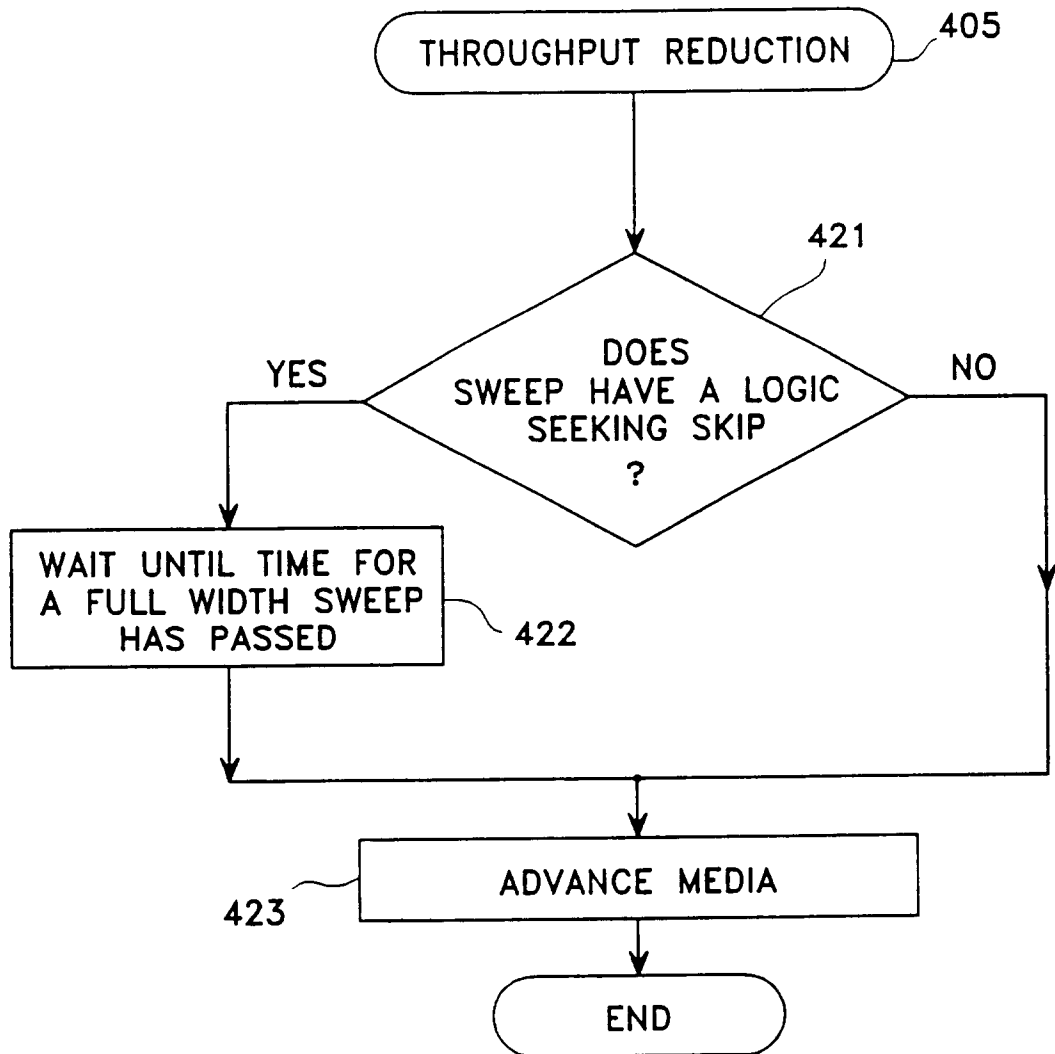 THROUGHPUT REDUCTION
405
421
DOES
SWEEP HAVE A LOGIC
SEEKING SKIP
?
YES
NO
WAIT UNTIL TIME FOR
A FULL WIDTH SWEEP
HAS PASSED
422
ADVANCE MEDIA
423
END